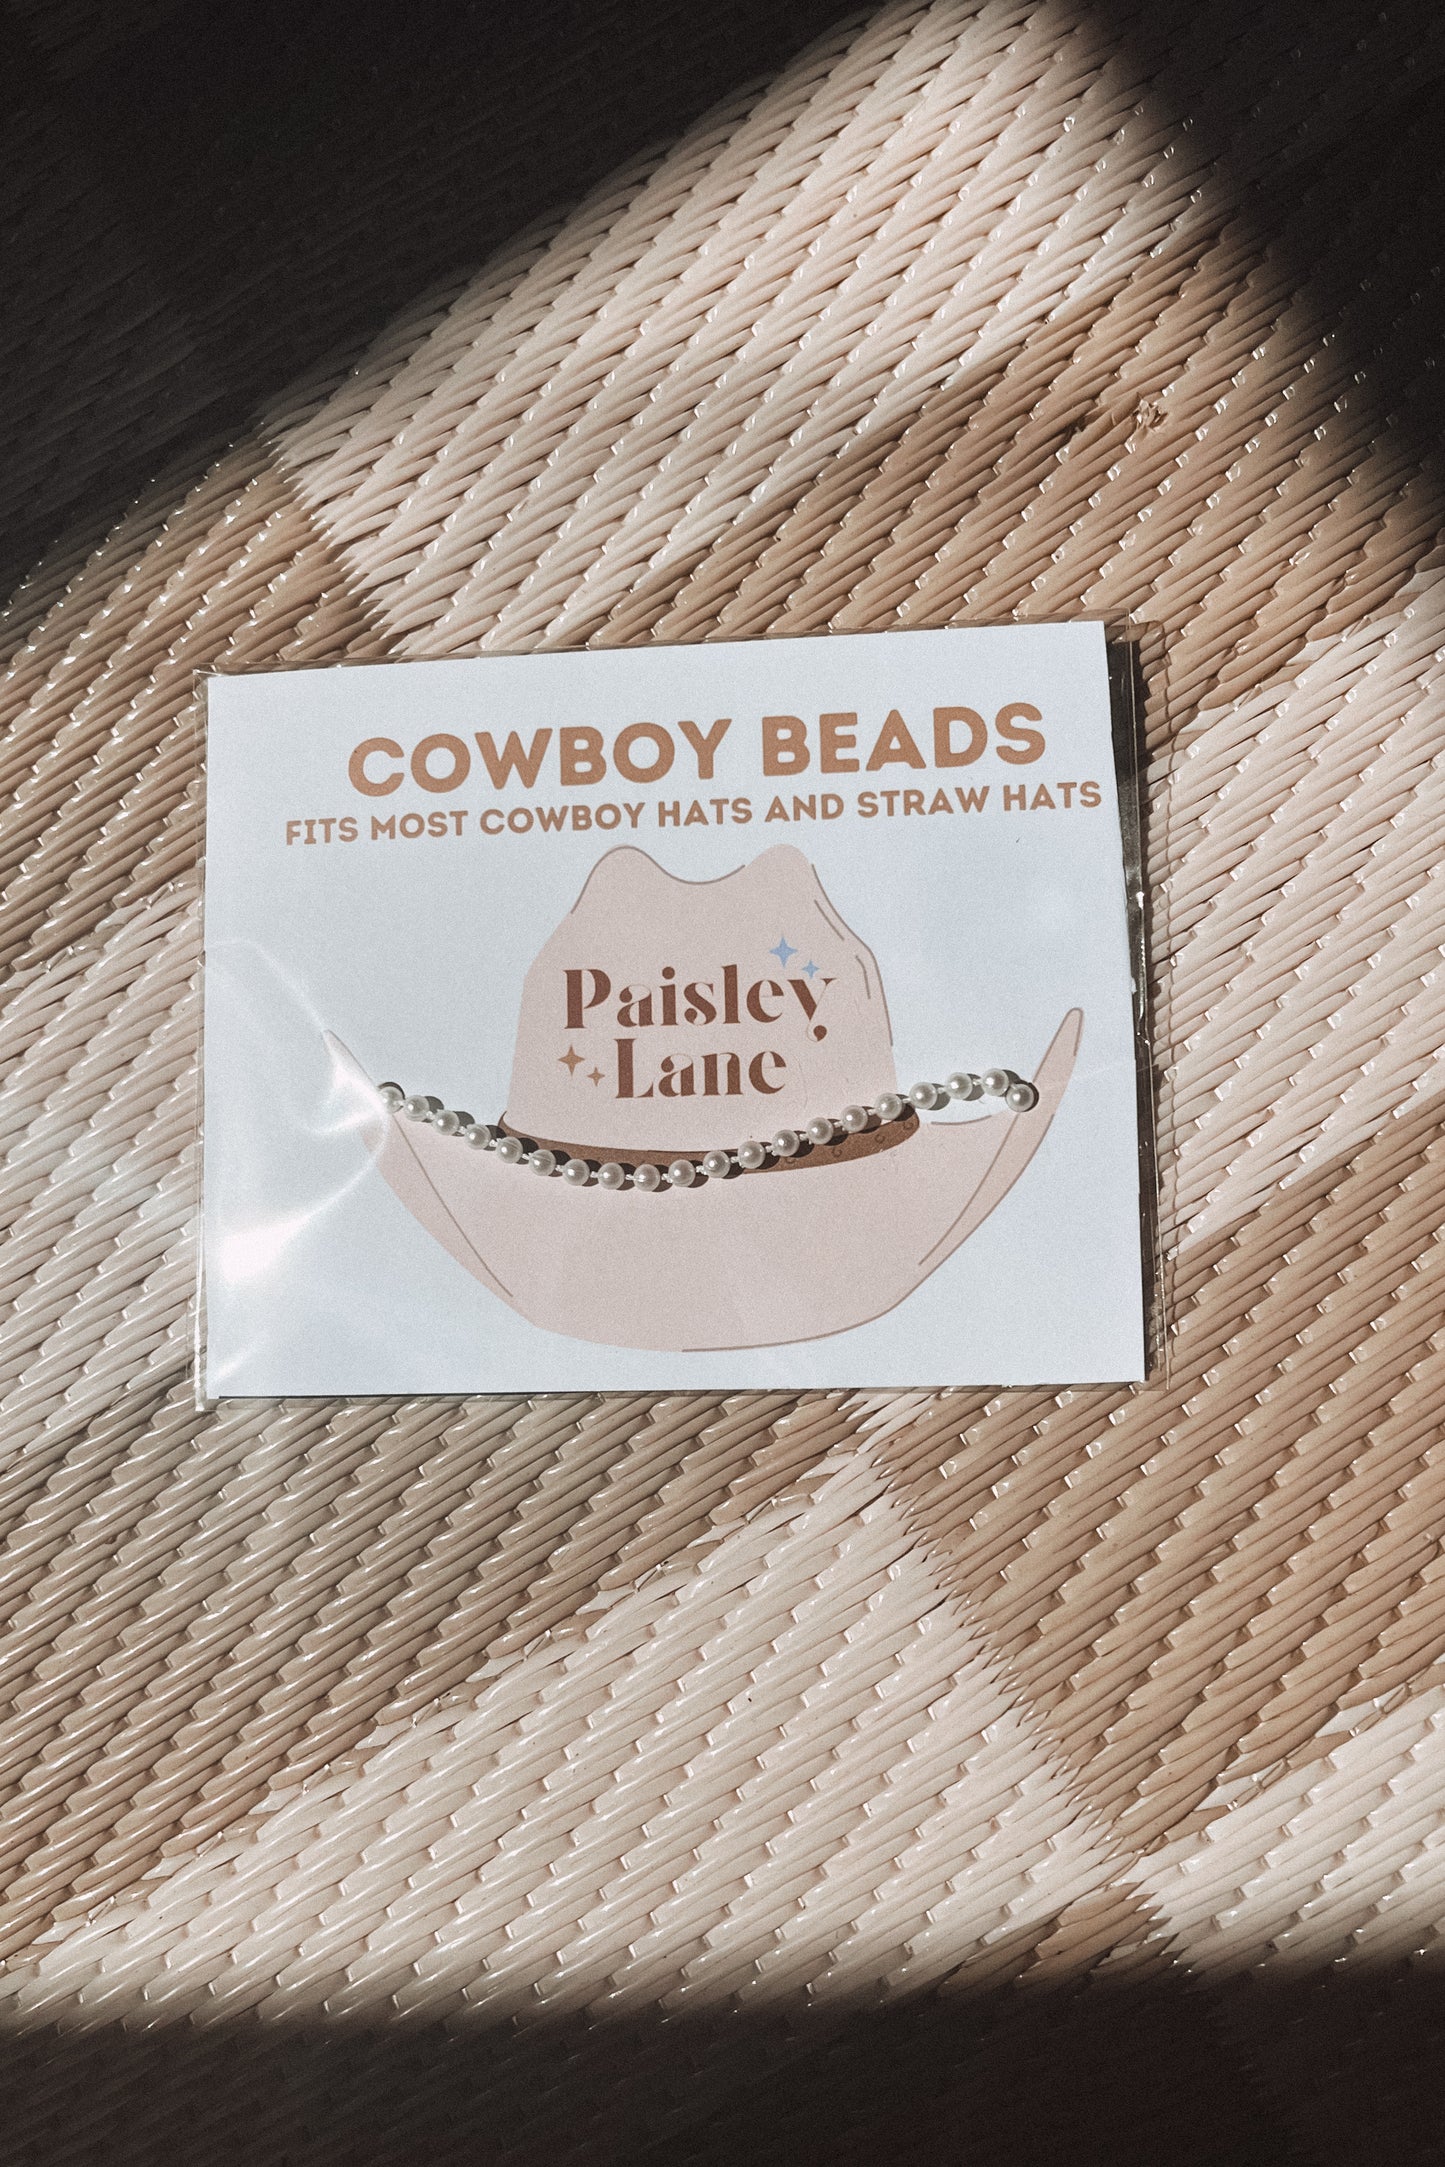 COWBOY BEADS
FITS MOST COWBOY HATS AND STRAW HATS
Paisley
Lane